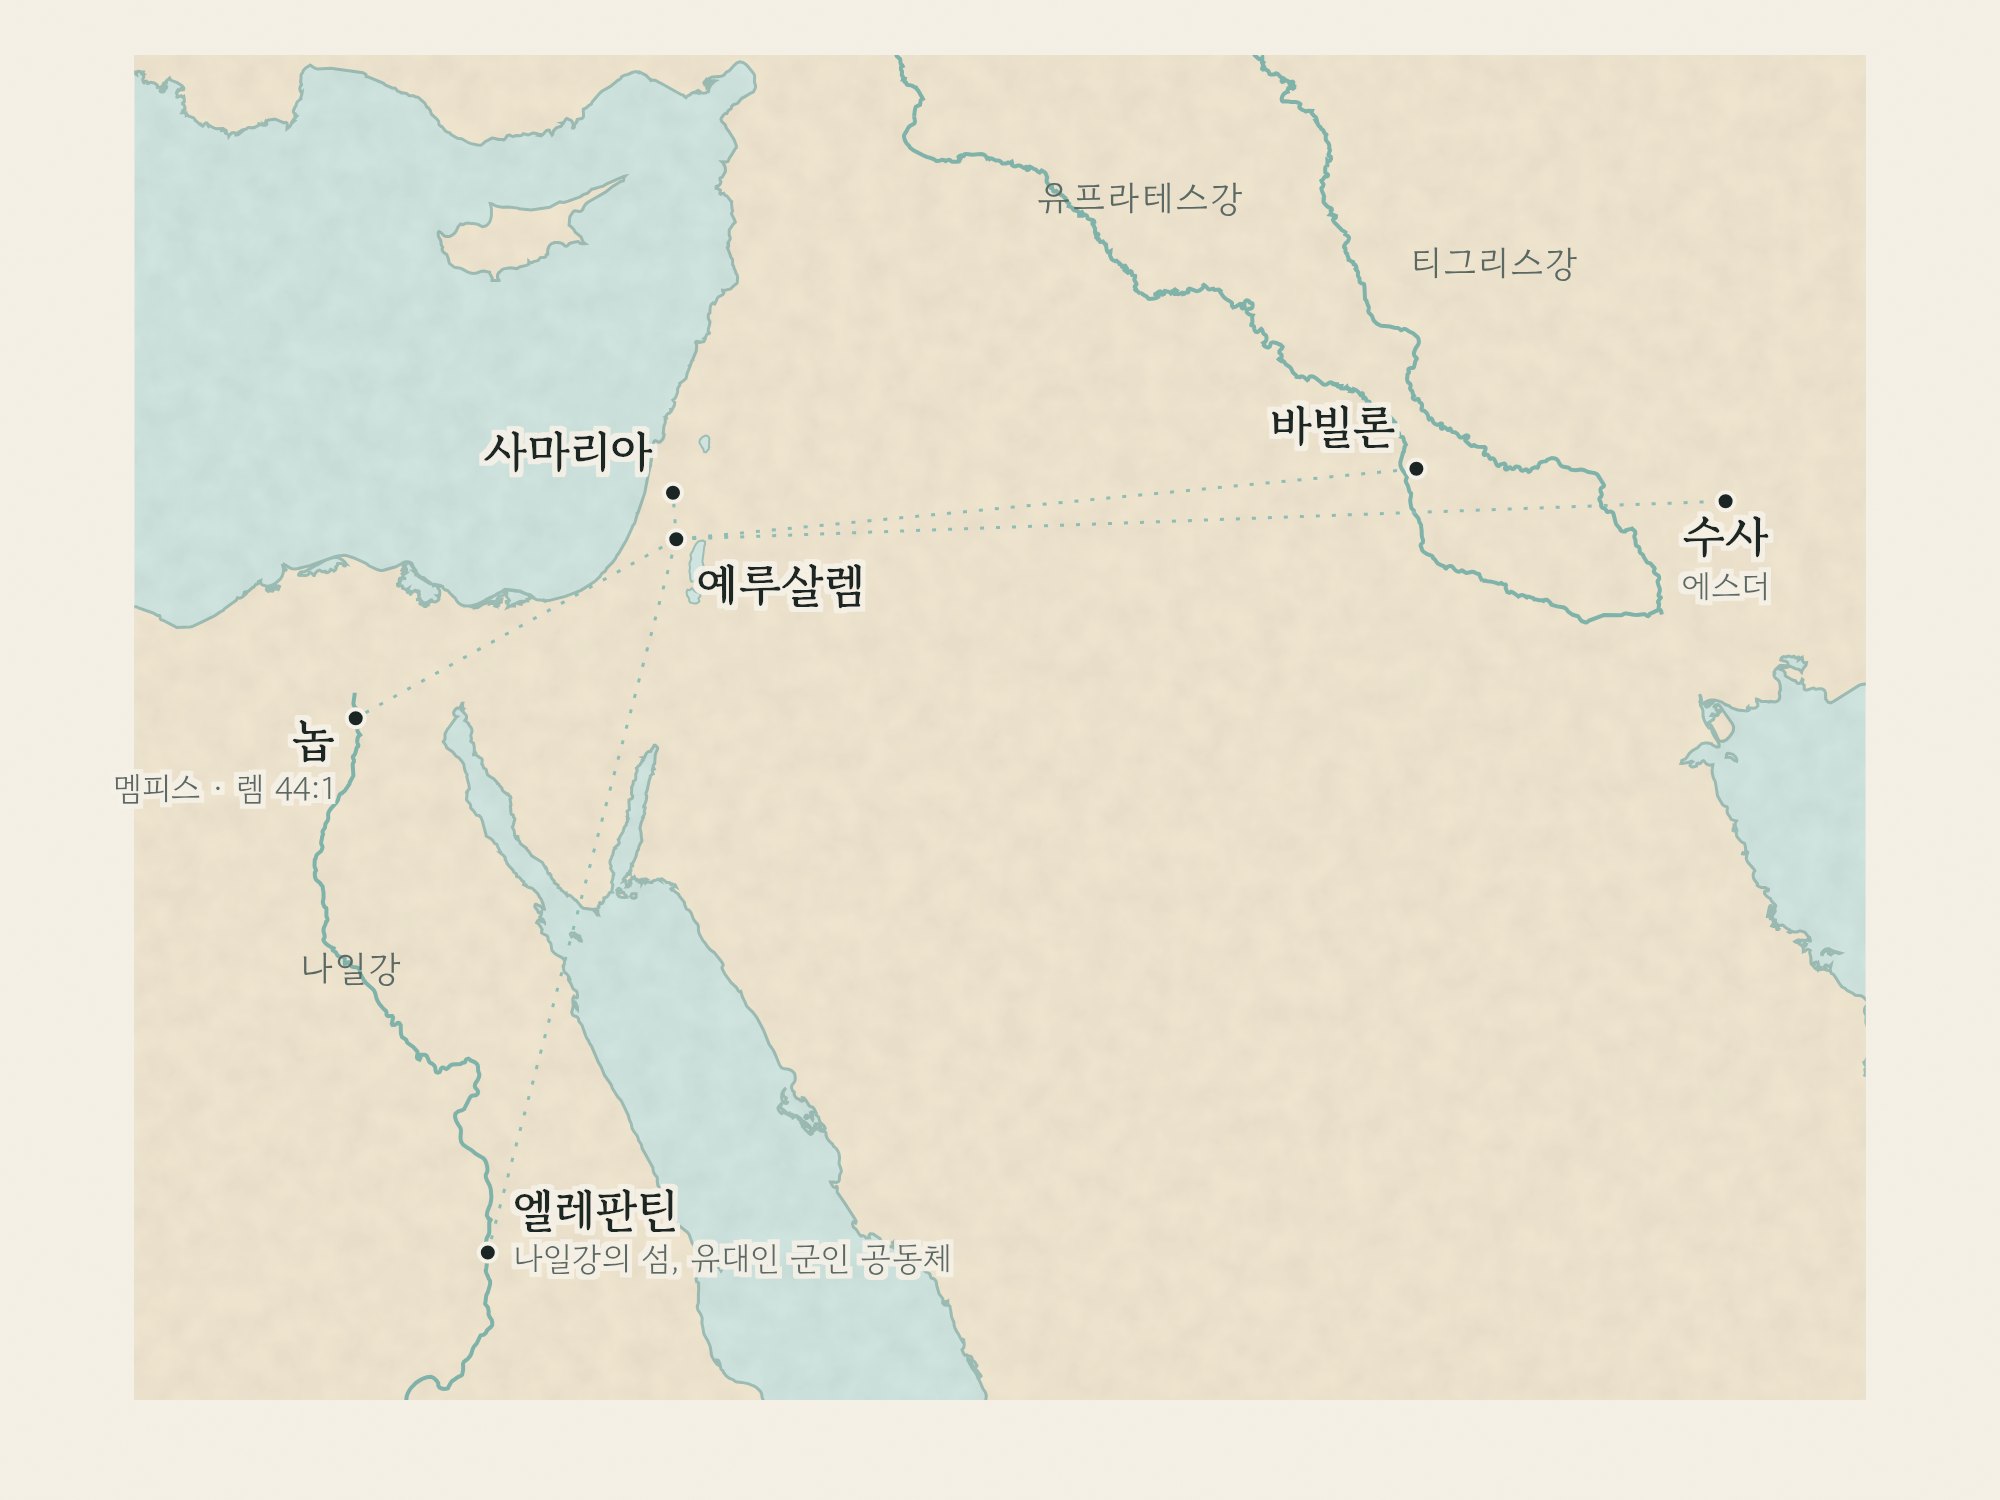 유프라테스강
티그리스강
바빌론
사마리아
수사
에스더
예루살렘
놉
멤피스 · 렘 44:1
나일강
엘레판틴
나일강의 섬, 유대인 군인 공동체